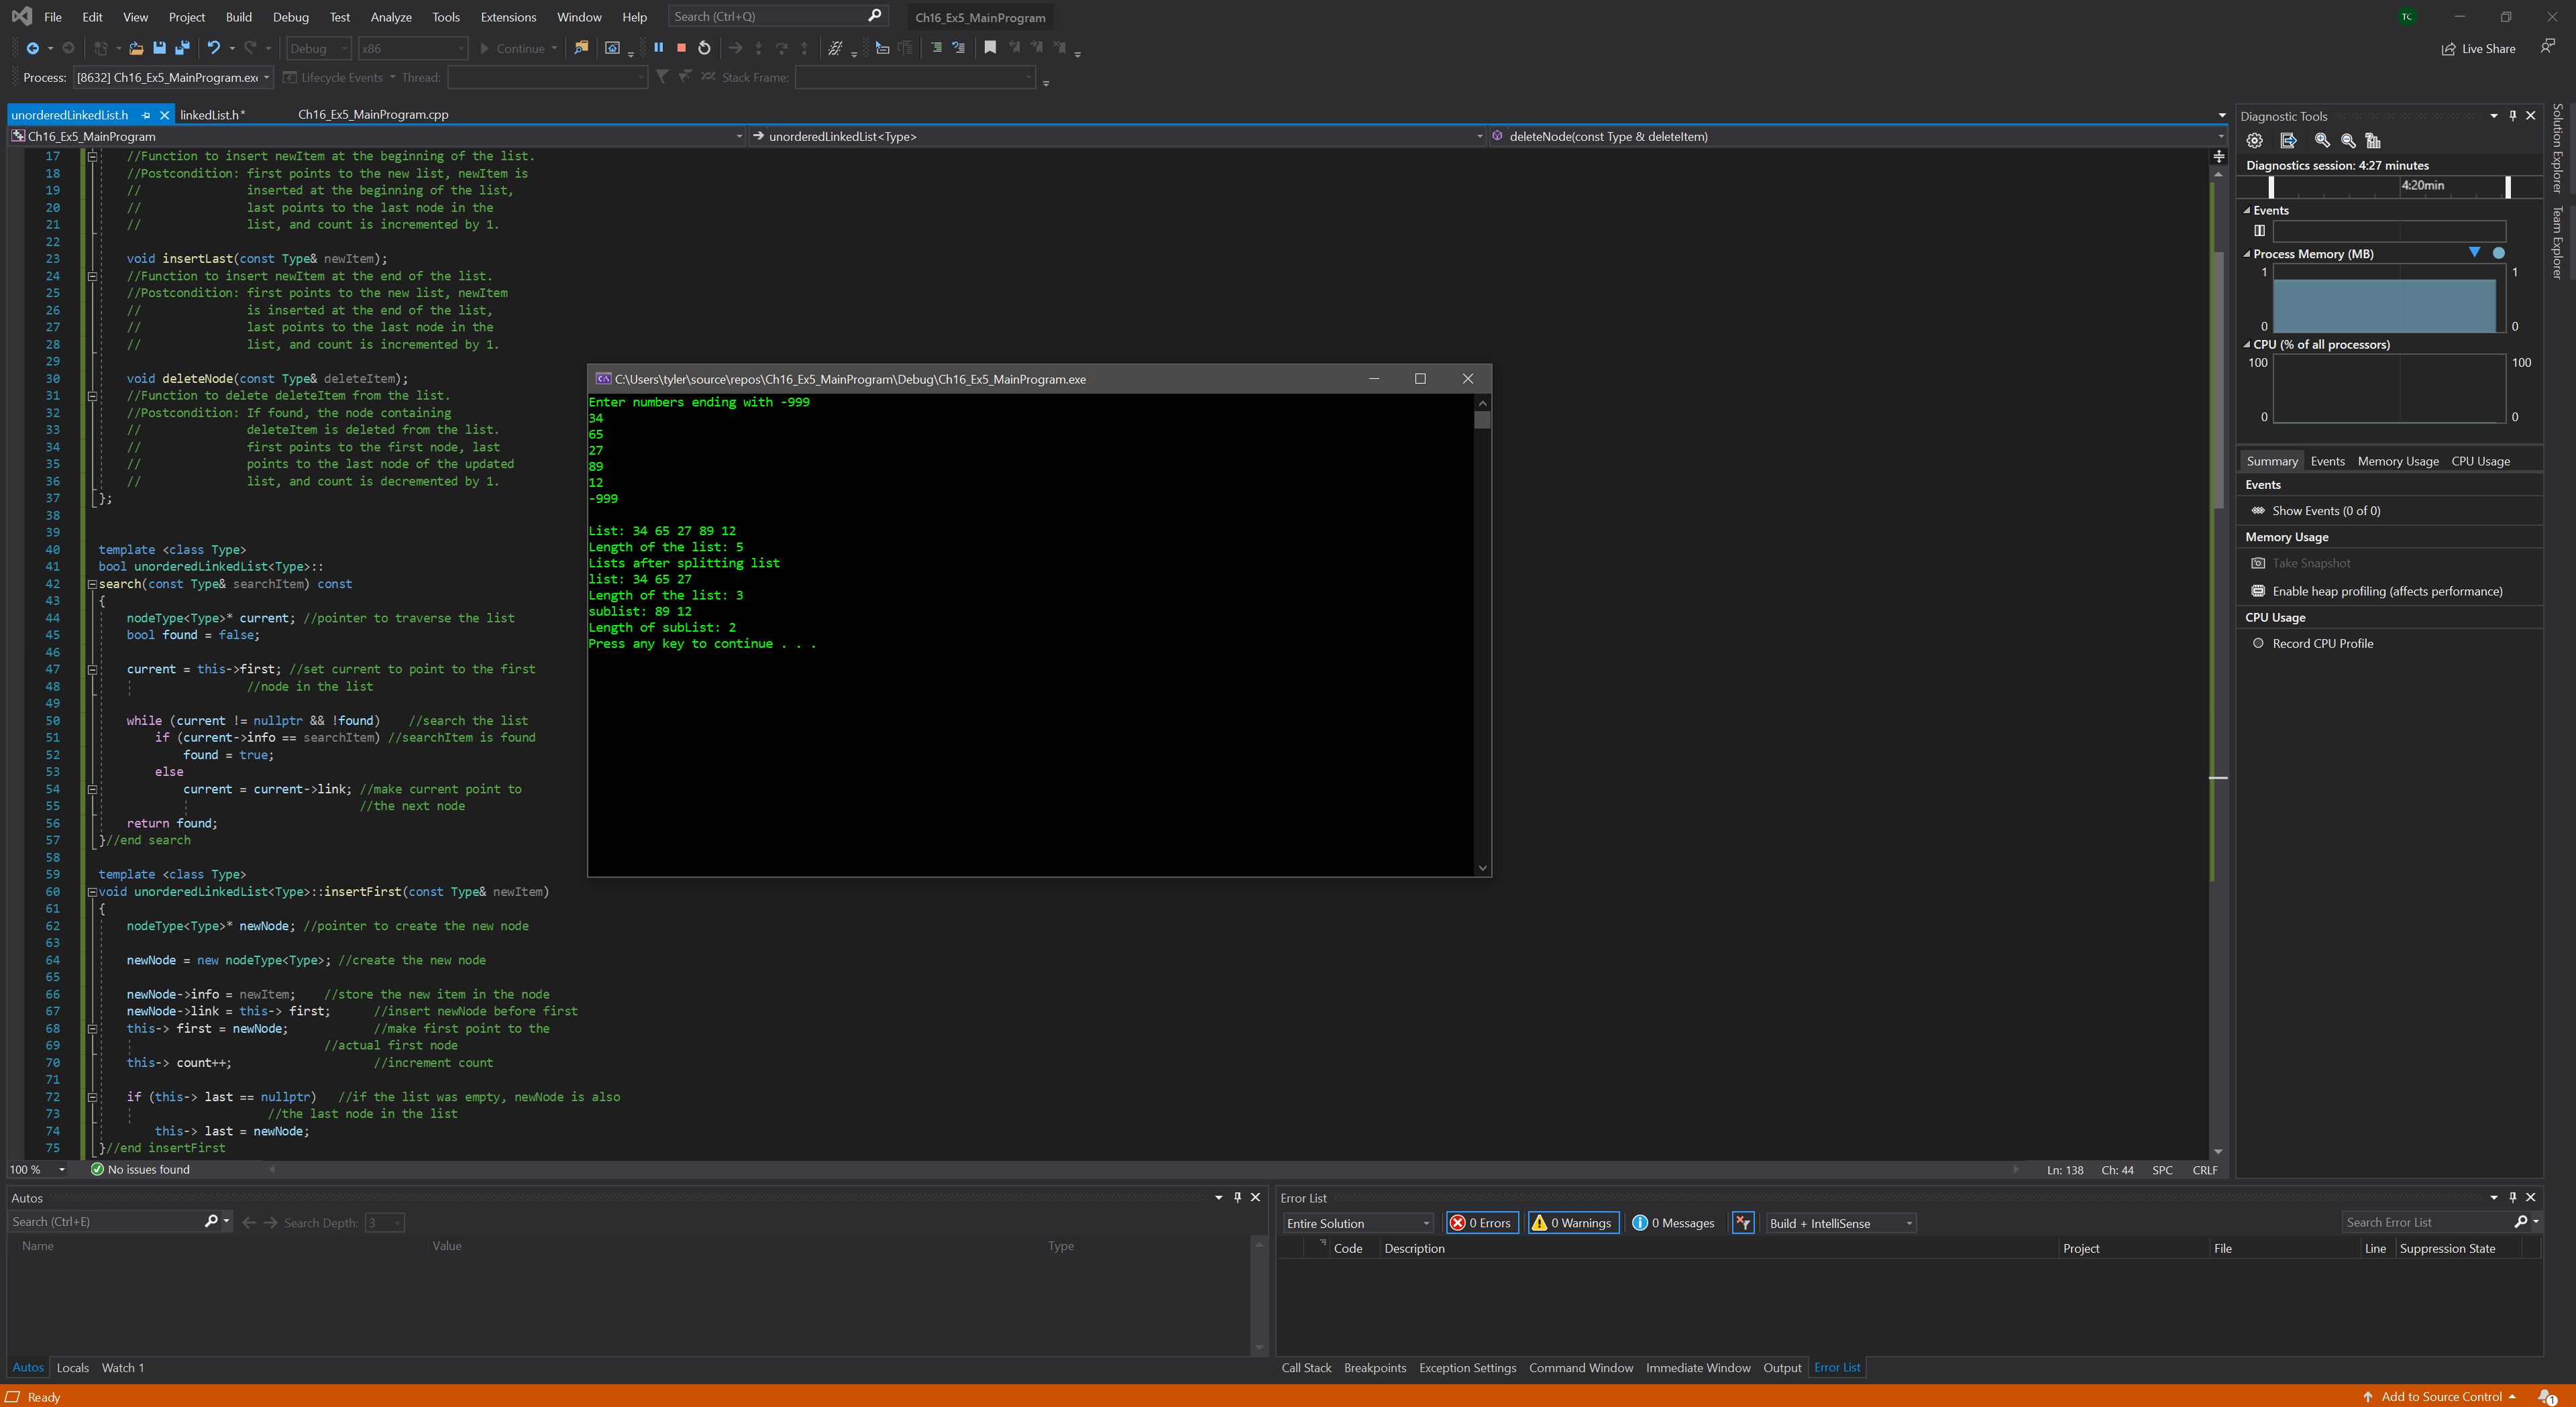 File Edit View Project Build Debug Test Analyze Tools Extensions Window Help Search (Ctrl+Q) Ch16_Ex5_MainProgram TC
Debug x86 Continue Live Share
Process: [8632] Ch16_Ex5_MainProgram.exe Lifecycle Events Thread: Stack Frame:
unorderedLinkedList.h linkedList.h* Ch16_Ex5_MainProgram.cpp
Ch16_Ex5_MainProgram unorderedLinkedList<Type> deleteNode(const Type & deleteItem)
17 //Function to insert newItem at the beginning of the list.
18 //Postcondition: first points to the new list, newItem is
19 // inserted at the beginning of the list,
20 // last points to the last node in the
21 // list, and count is incremented by 1.
22
23 void insertLast(const Type& newItem);
24 //Function to insert newItem at the end of the list.
25 //Postcondition: first points to the new list, newItem
26 // is inserted at the end of the list,
27 // last points to the last node in the
28 // list, and count is incremented by 1.
29
30 void deleteNode(const Type& deleteItem);
31 //Function to delete deleteItem from the list.
32 //Postcondition: If found, the node containing
33 // deleteItem is deleted from the list.
34 // first points to the first node, last
35 // points to the last node of the updated
36 // list, and count is decremented by 1.
37 };
38
39
40 template <class Type>
41 bool unorderedLinkedList<Type>::
42 search(const Type& searchItem) const
43 {
44 nodeType<Type>* current; //pointer to traverse the list
45 bool found = false;
46
47 current = this->first; //set current to point to the first
48 //node in the list
49
50 while (current != nullptr && !found) //search the list
51 if (current->info == searchItem) //searchItem is found
52 found = true;
53 else
54 current = current->link; //make current point to
55 //the next node
56 return found;
57 }//end search
58
59 template <class Type>
60 void unorderedLinkedList<Type>::insertFirst(const Type& newItem)
61 {
62 nodeType<Type>* newNode; //pointer to create the new node
63
64 newNode = new nodeType<Type>; //create the new node
65
66 newNode->info = newItem; //store the new item in the node
67 newNode->link = this-> first; //insert newNode before first
68 this-> first = newNode; //make first point to the
69 //actual first node
70 this-> count++; //increment count
71
72 if (this-> last == nullptr) //if the list was empty, newNode is also
73 //the last node in the list
74 this-> last = newNode;
75 }//end insertFirst
100 % No issues found Ln: 138 Ch: 44 SPC CRLF
C:\Users\tyler\source\repos\Ch16_Ex5_MainProgram\Debug\Ch16_Ex5_MainProgram.exe
Enter numbers ending with -999
34
65
27
89
12
-999
List: 34 65 27 89 12
Length of the list: 5
Lists after splitting list
list: 34 65 27
Length of the list: 3
sublist: 89 12
Length of subList: 2
Press any key to continue . . .
Diagnostic Tools
Diagnostics session: 4:27 minutes
4:20min
Events
Process Memory (MB)
1 1
0 0
CPU (% of all processors)
100 100
0 0
Summary Events Memory Usage CPU Usage
Events
Show Events (0 of 0)
Memory Usage
Take Snapshot
Enable heap profiling (affects performance)
CPU Usage
Record CPU Profile
Solution Explorer
Team Explorer
Autos
Search (Ctrl+E) Search Depth: 3
Name Value Type
Autos Locals Watch 1
Error List
Entire Solution 0 Errors 0 Warnings 0 Messages Build + IntelliSense Search Error List
Code Description Project File Line Suppression State
Call Stack Breakpoints Exception Settings Command Window Immediate Window Output Error List
Ready Add to Source Control 1